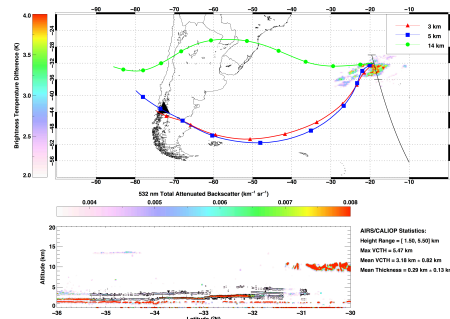 −90 −80 −70 −60 −50 −40 −30 −20 −10
4.0
3.5
3.0
2.5
2.0
Brightness Temperature Difference (K)
−24
−28
−32
−36
−40
−44
−48
−52
−56
3 km
5 km
14 km
−90 −80 −70 −60 −50 −40 −30 −20 −10
532 nm Total Attenuated Backscatter (km⁻¹ sr⁻¹)
0.004 0.005 0.006 0.007 0.008
20
15
10
5
0
Altitude (km)
−36 −35 −34 −33 −32 −31 −30
AIRS/CALIOP Statistics:
Height Range = [ 1.50, 5.50] km
Max VCTH = 5.47 km
Mean VCTH = 3.18 km ± 0.82 km
Mean Thickness = 0.29 km ± 0.13 km